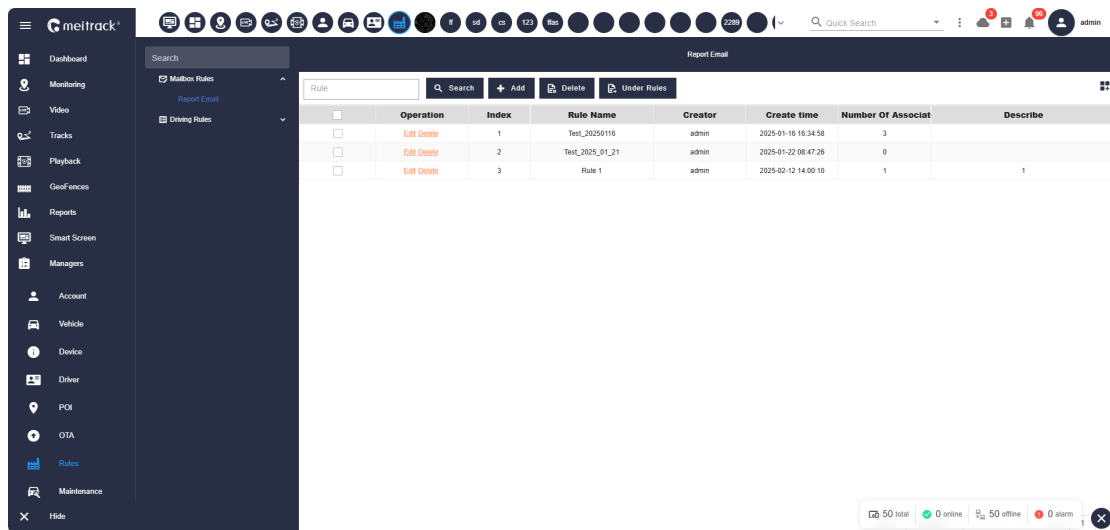 meitrack®
ff sd cs 123 ffas 2289
Quick Search
3
96
admin
Dashboard
Monitoring
Video
Tracks
Playback
GeoFences
Reports
Smart Screen
Managers
Account
Vehicle
Device
Driver
POI
OTA
Rules
Maintenance
Hide
Search
Mailbox Rules
Report Email
Driving Rules
Report Email
Rule Search Add Delete Under Rules
Operation Index Rule Name Creator Create time Number Of Associat Describe
Edit Delete 1 Test_20250116 admin 2025-01-16 16:34:58 3
Edit Delete 2 Test_2025_01_21 admin 2025-01-22 08:47:26 0
Edit Delete 3 Rule 1 admin 2025-02-12 14:00:10 1 1
50 total 0 online 50 offline 0 alarm
1